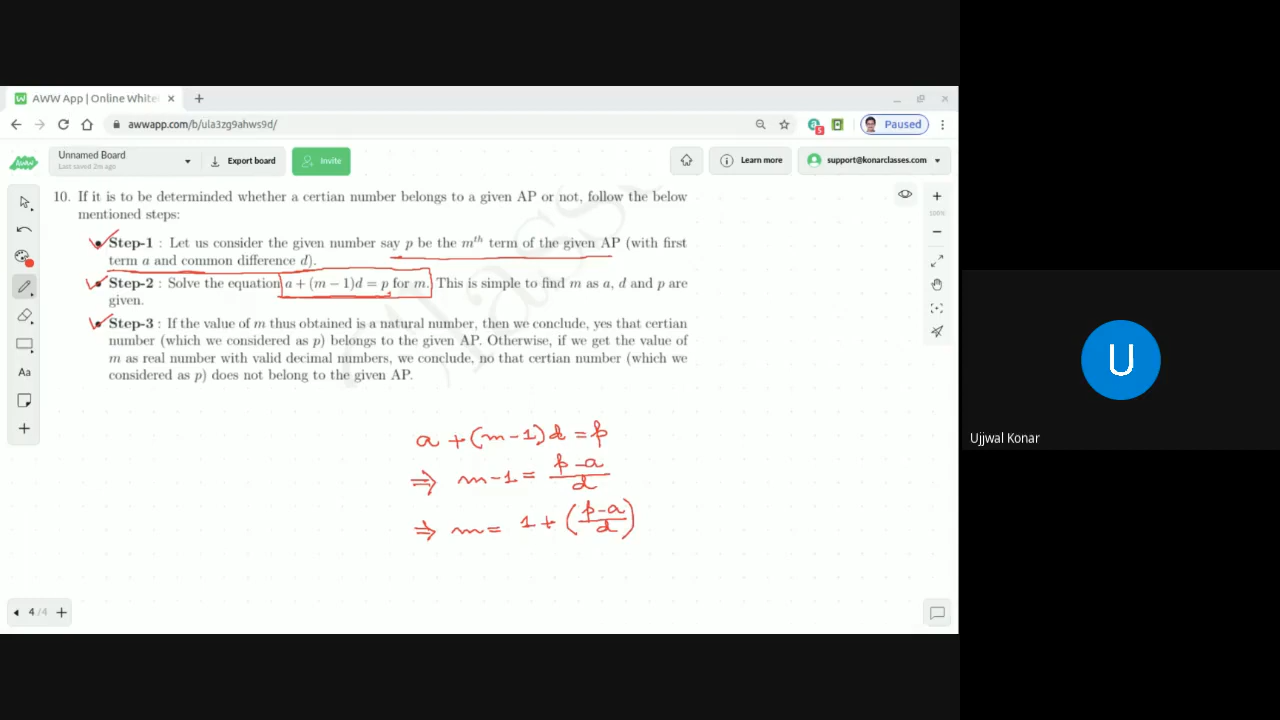 AWW App | Online White
awwapp.com/b/ula3zg9ahws9d/
Paused
Unnamed Board
Last saved 2m ago
Export board
Invite
Learn more
support@konarclasses.com
10. If it is to be determinded whether a certian number belongs to a given AP or not, follow the below
mentioned steps:
• Step-1 : Let us consider the given number say p be the mth term of the given AP (with first
term a and common difference d).
• Step-2 : Solve the equation a + (m − 1)d = p for m. This is simple to find m as a, d and p are
given.
• Step-3 : If the value of m thus obtained is a natural number, then we conclude, yes that certian
number (which we considered as p) belongs to the given AP. Otherwise, if we get the value of
m as real number with valid decimal numbers, we conclude, no that certian number (which we
considered as p) does not belong to the given AP.
a + (m − 1) d = p
⇒ m − 1 = (p − a)/d
⇒ m = 1 + ((p − a)/d)
100%
Aa
4 / 4
U
Ujjwal Konar